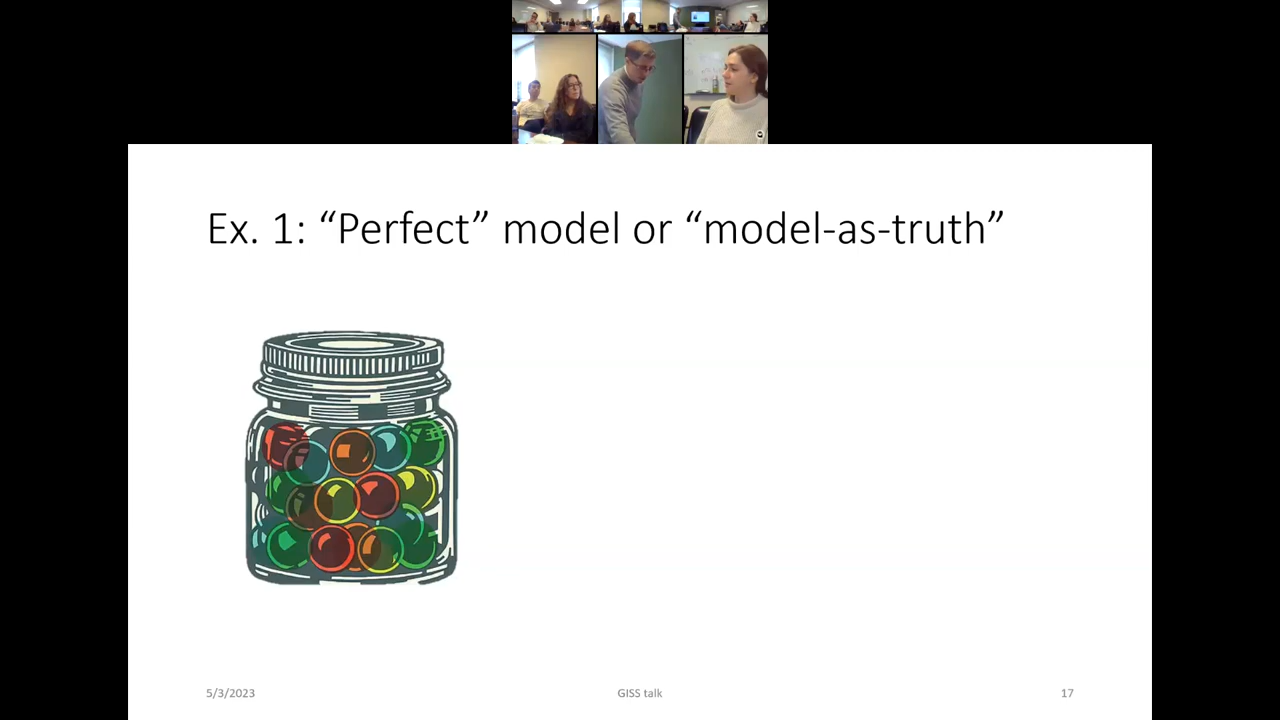 Ex. 1: “Perfect” model or “model-as-truth”
5/3/2023
GISS talk
17